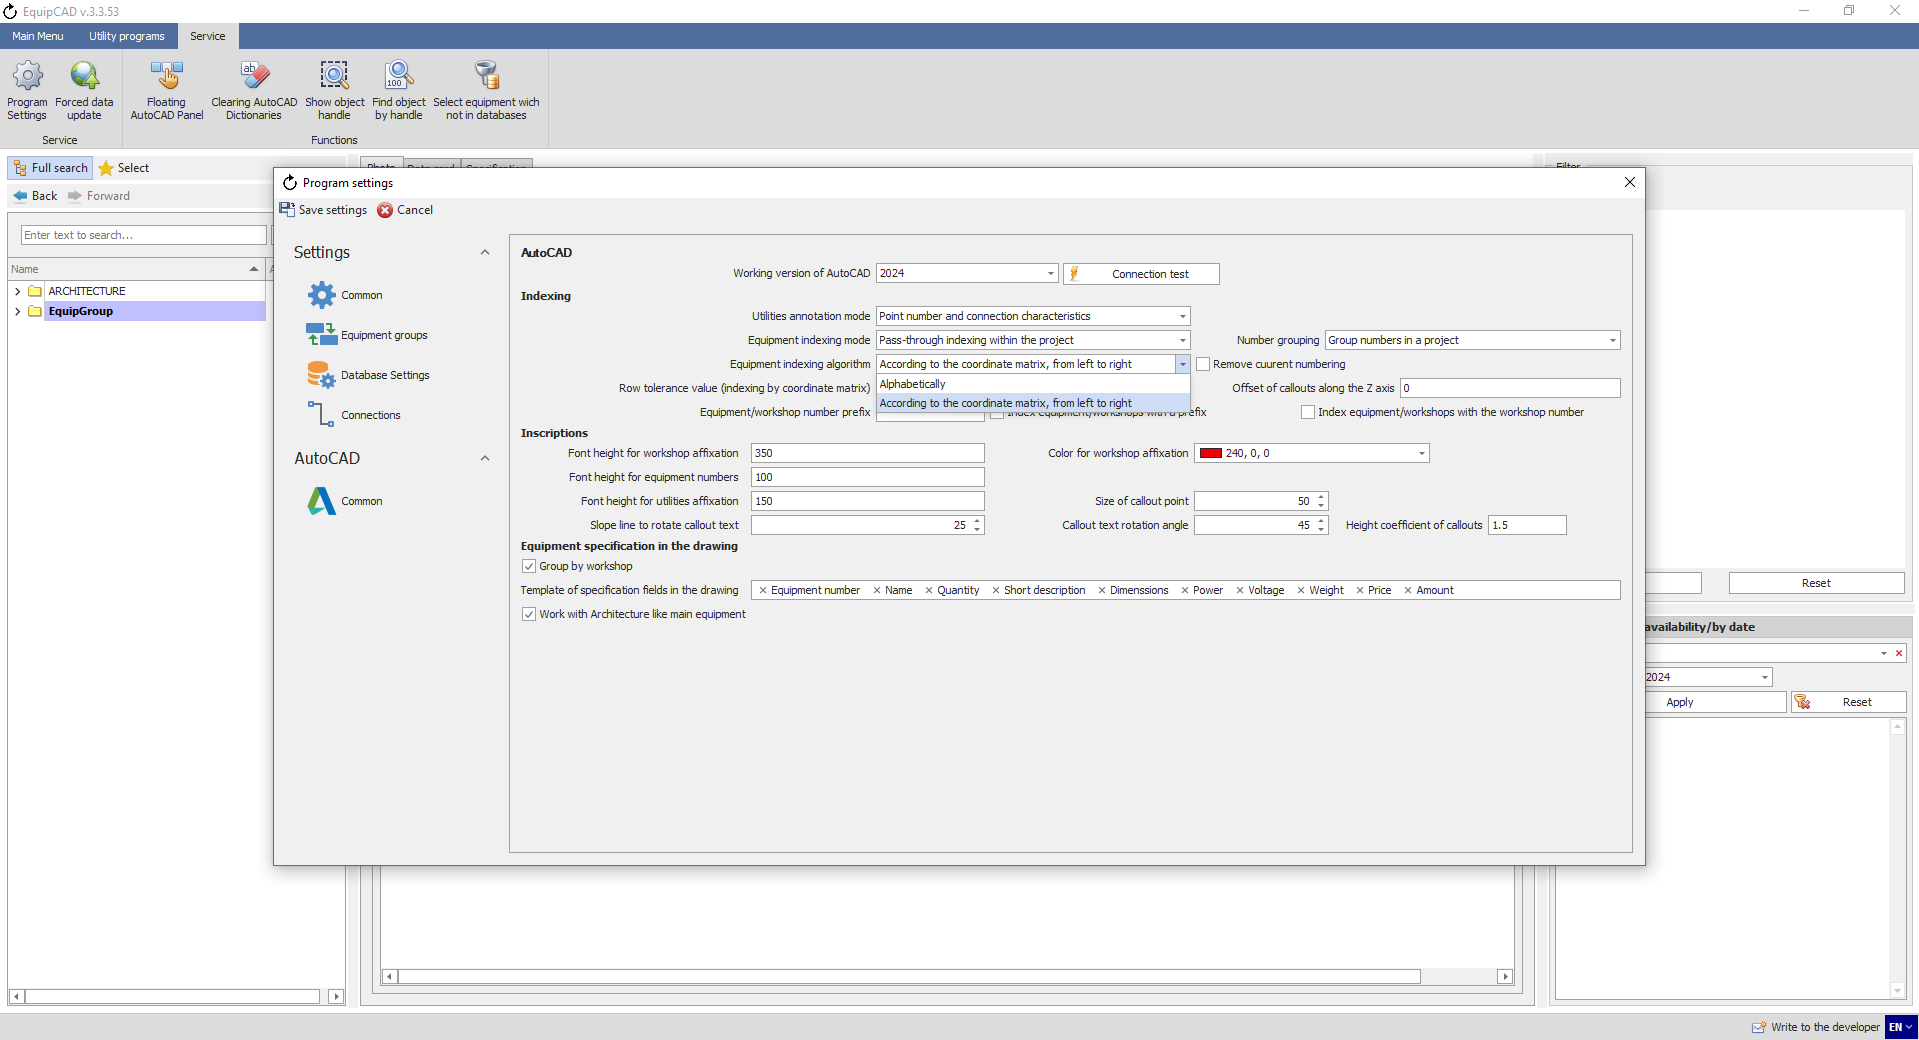 EquipCAD v.3.3.53
Main Menu Utility programs Service
Program Settings Forced data update Floating AutoCAD Panel Clearing AutoCAD Dictionaries Show object handle Find object by handle Select equipment wich not in databases
Service Functions
Full search Select
Photo Data card Specification
Filter
Back Forward
Enter text to search...
Name
ARCHITECTURE
EquipGroup
Program settings
Save settings Cancel
Settings
Common
Equipment groups
Database Settings
Connections
AutoCAD
Common
AutoCAD
Working version of AutoCAD 2024 Connection test
Indexing
Utilities annotation mode Point number and connection characteristics
Equipment indexing mode Pass-through indexing within the project Number grouping Group numbers in a project
Equipment indexing algorithm According to the coordinate matrix, from left to right Remove cuurent numbering
Alphabetically
According to the coordinate matrix, from left to right
Row tolerance value (indexing by coordinate matrix) Offset of callouts along the Z axis 0
Equipment/workshop number prefix Index equipment/workshops with a prefix Index equipment/workshops with the workshop number
Inscriptions
Font height for workshop affixation 350 Color for workshop affixation 240, 0, 0
Font height for equipment numbers 100
Font height for utilities affixation 150 Size of callout point 50
Slope line to rotate callout text 25 Callout text rotation angle 45 Height coefficient of callouts 1.5
Equipment specification in the drawing
Group by workshop
Template of specification fields in the drawing Equipment number Name Quantity Short description Dimenssions Power Voltage Weight Price Amount
Work with Architecture like main equipment
Reset
availability/by date
2024
Apply Reset
Write to the developer EN